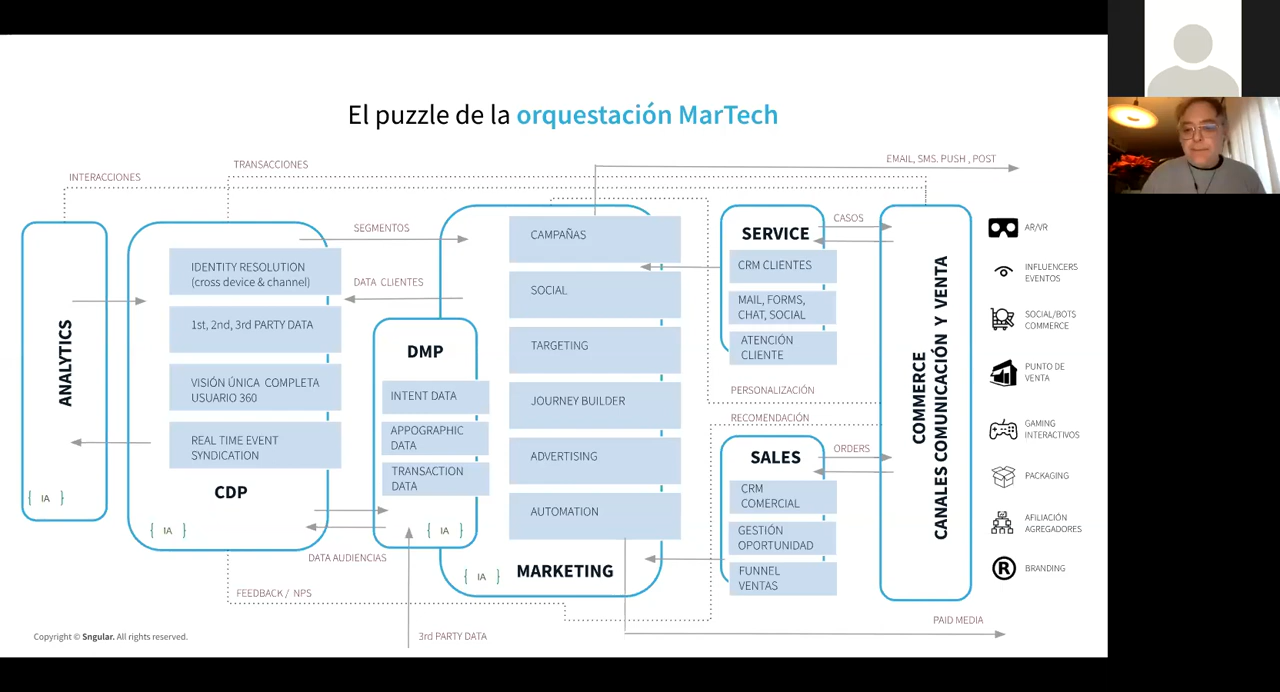 El puzzle de la orquestación MarTech
TRANSACCIONES
INTERACCIONES
EMAIL, SMS. PUSH , POST
ANALYTICS
{ IA }
SEGMENTOS
DATA CLIENTES
IDENTITY RESOLUTION
(cross device & channel)
1st, 2nd, 3rd PARTY DATA
VISIÓN ÚNICA COMPLETA
USUARIO 360
REAL TIME EVENT
SYNDICATION
CDP
{ IA }
DMP
INTENT DATA
APPOGRAPHIC
DATA
TRANSACTION
DATA
{ IA }
DATA AUDIENCIAS
FEEDBACK / NPS
3rd PARTY DATA
CAMPAÑAS
SOCIAL
TARGETING
JOURNEY BUILDER
ADVERTISING
AUTOMATION
{ IA }
MARKETING
SERVICE
CRM CLIENTES
MAIL, FORMS,
CHAT, SOCIAL
ATENCIÓN
CLIENTE
CASOS
PERSONALIZACIÓN
RECOMENDACIÓN
SALES
CRM
COMERCIAL
GESTIÓN
OPORTUNIDAD
FUNNEL
VENTAS
ORDERS
PAID MEDIA
COMMERCE
CANALES COMUNICACIÓN Y VENTA
AR/VR
INFLUENCERS
EVENTOS
SOCIAL/BOTS
COMMERCE
PUNTO DE
VENTA
GAMING
INTERACTIVOS
PACKAGING
AFILIACIÓN
AGREGADORES
R
BRANDING
Copyright © Sngular. All rights reserved.